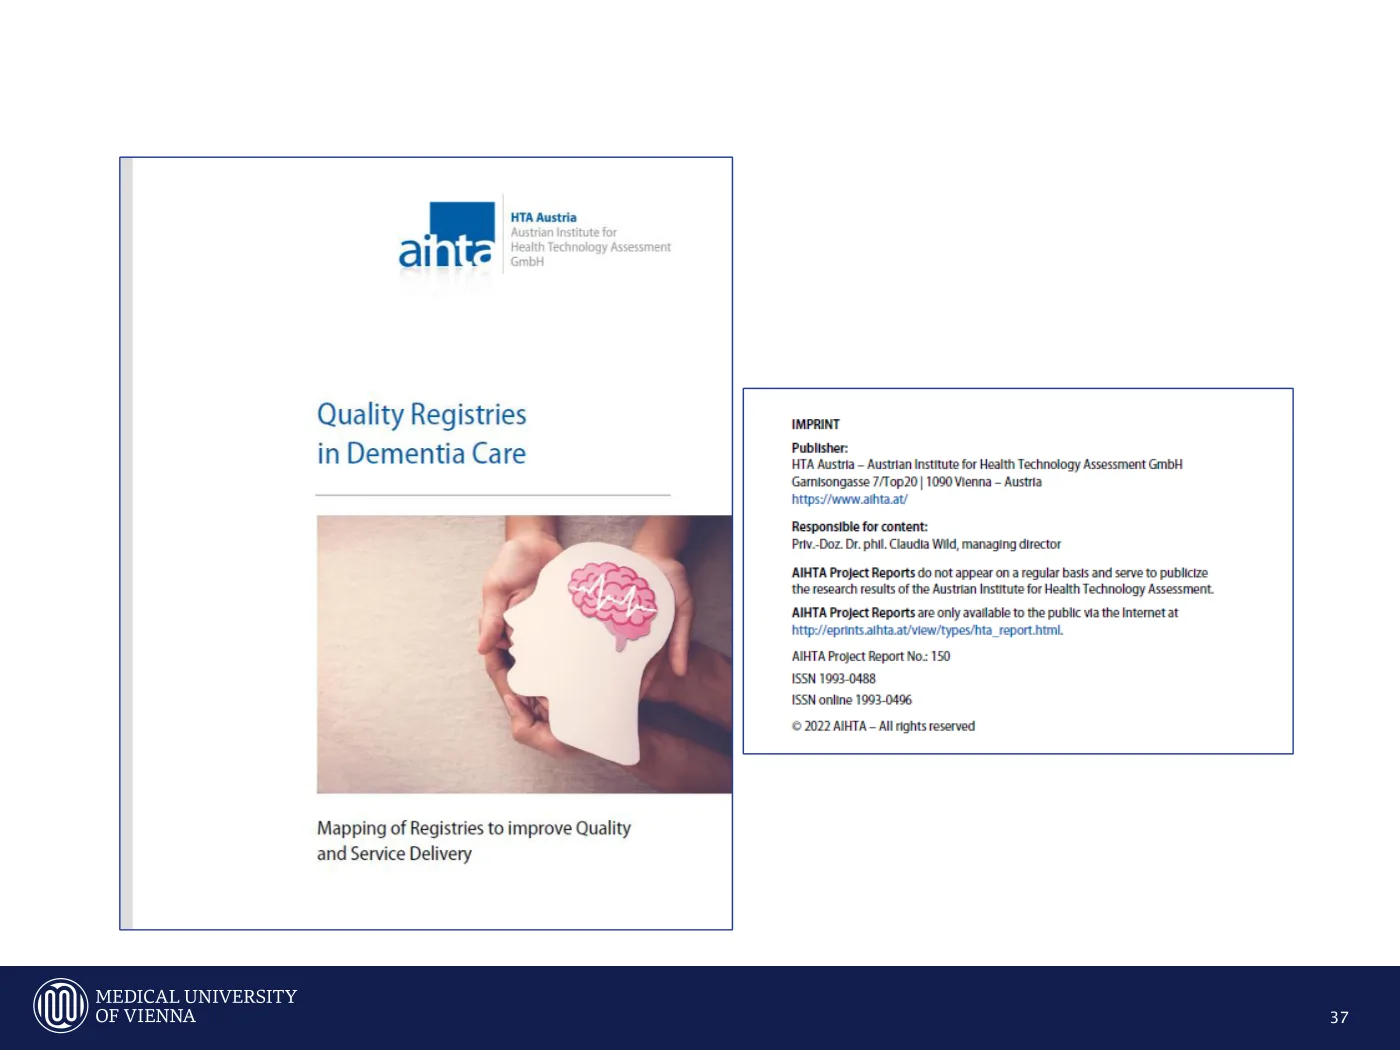 aihta
HTA Austria
Austrian Institute for
Health Technology Assessment
GmbH
Quality Registries
in Dementia Care
Mapping of Registries to improve Quality
and Service Delivery
IMPRINT
Publisher:
HTA Austria – Austrian Institute for Health Technology Assessment GmbH
Garnisongasse 7/Top20 | 1090 Vienna – Austria
https://www.aihta.at/
Responsible for content:
Priv.-Doz. Dr. phil. Claudia Wild, managing director
AIHTA Project Reports do not appear on a regular basis and serve to publicize
the research results of the Austrian Institute for Health Technology Assessment.
AIHTA Project Reports are only available to the public via the Internet at
http://eprints.aihta.at/view/types/hta_report.html.
AIHTA Project Report No.: 150
ISSN 1993-0488
ISSN online 1993-0496
© 2022 AIHTA – All rights reserved
MEDICAL UNIVERSITY
OF VIENNA
37